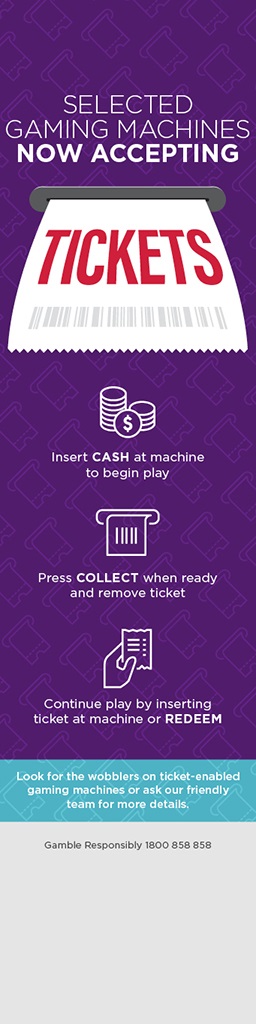 SELECTED
GAMING MACHINES
NOW ACCEPTING
TICKETS
$
Insert CASH at machine
to begin play
Press COLLECT when ready
and remove ticket
Continue play by inserting
ticket at machine or REDEEM
Look for the wobblers on ticket-enabled
gaming machines or ask our friendly
team for more details.
Gamble Responsibly 1800 858 858